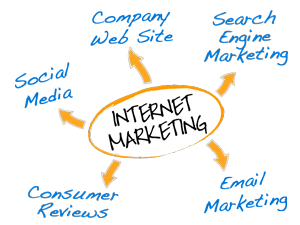 Company
Web Site
Search
Engine
Marketing
Social
Media
INTERNET
MARKETING
Consumer
Reviews
Email
Marketing